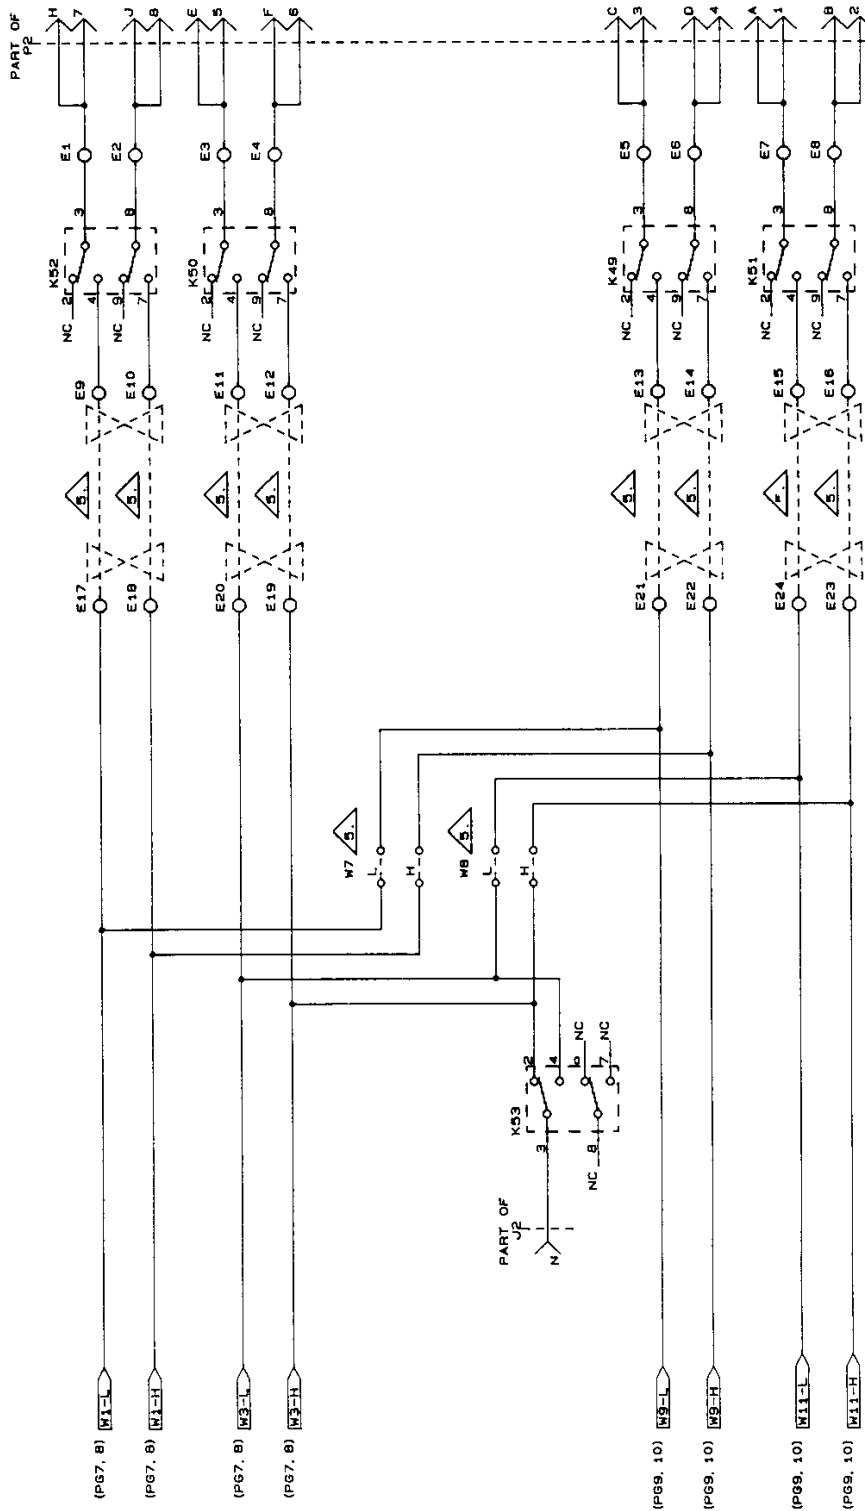 PART OF
P2
H
K52
E1
7
2
3
NC
5.
E17
E9
4
(PG7, 8) W1-L
E2
J
9
8
NC
5.
E18
E10
7
8
(PG7, 8) W1-H
K50
E3
E
2
3
5
NC
5.
E20
E11
4
(PG7, 8) W3-L
E4
F
9
8
NC
5.
E19
E12
7
6
(PG7, 8) W3-H
W7
5.
L
H
W8
5.
L
H
PART OF
J2
N
K53
3
2
4
NC
8
NC
7
NC
K49
E5
C
2
3
3
NC
5.
E21
E13
4
(PG9, 10) W9-L
E6
D
9
8
NC
5.
E22
E14
7
4
(PG9, 10) W9-H
K51
E7
A
2
3
1
NC
5.
E24
E15
4
(PG9, 10) W11-L
E8
B
9
8
NC
5.
E23
E16
7
2
(PG9, 10) W11-H